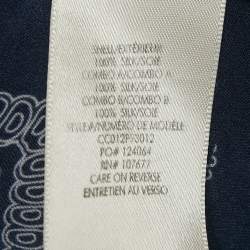 SHELL/EXTÉRIEUR
100% SILK/SOIE
COMBO A/COMBO A
100% SILK/SOIE
COMBO B/COMBO B
100% SILK/SOIE
STYLE#/NUMÉRO DE MODÈLE
CC012PF3012
PO# 124064
RN# 107677
CARE ON REVERSE
ENTRETIEN AU VERSO